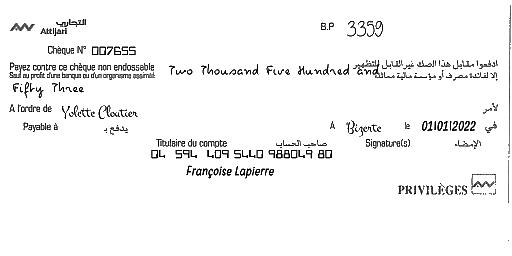 التجاري
Attijari
B.P 3359
Chèque N° 007655
Payez contre ce chèque non endossable
Sauf au profit d'une banque ou d'un organisme assimilé
Two Thousand Five Hundred and
ادفعوا مقابل هذا الصك غير القابل للتظهير
إلا لفائدة مصرف أو مؤسسة مالية مماثلة
Fifty Three
A l'ordre de Yolette Cloutier
لأمر
Payable à
يدفع بـ
A Bizerte le 01/01/2022 في
Titulaire du compte صاحب الحساب
Signature(s) الإمضاء
04 594 409 5440 988049 80
Françoise Lapierre
PRIVILÈGES